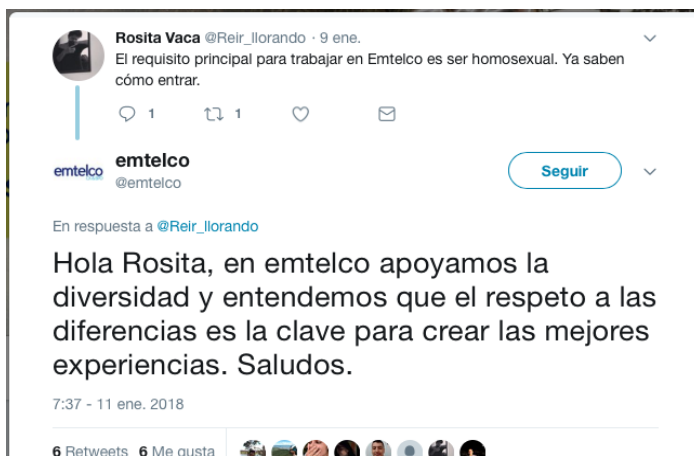 Rosita Vaca @Reir_llorando · 9 ene.
El requisito principal para trabajar en Emtelco es ser homosexual. Ya saben
cómo entrar.
1 1
emtelco
emtelco
@emtelco
Seguir
En respuesta a @Reir_llorando
Hola Rosita, en emtelco apoyamos la
diversidad y entendemos que el respeto a las
diferencias es la clave para crear las mejores
experiencias. Saludos.
7:37 - 11 ene. 2018
6 Retweets 6 Me gusta